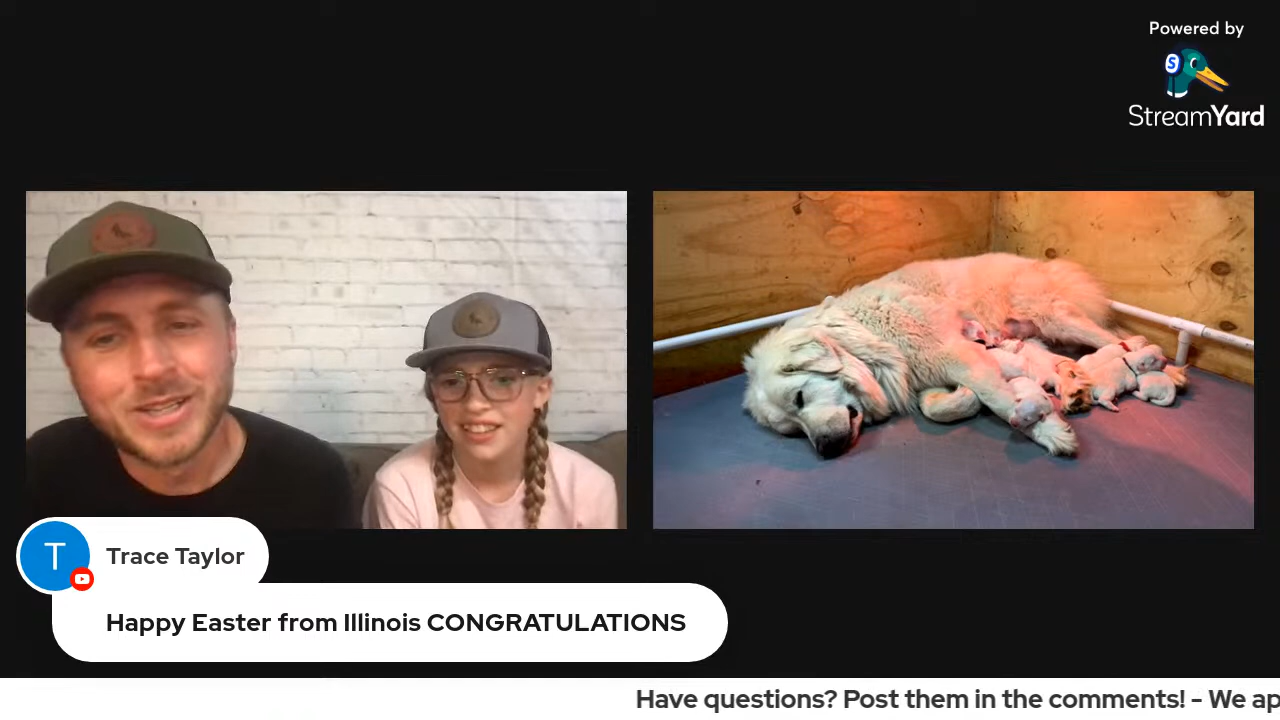 Powered by
S
StreamYard
T
Trace Taylor
Happy Easter from Illinois CONGRATULATIONS
Have questions? Post them in the comments! - We ap